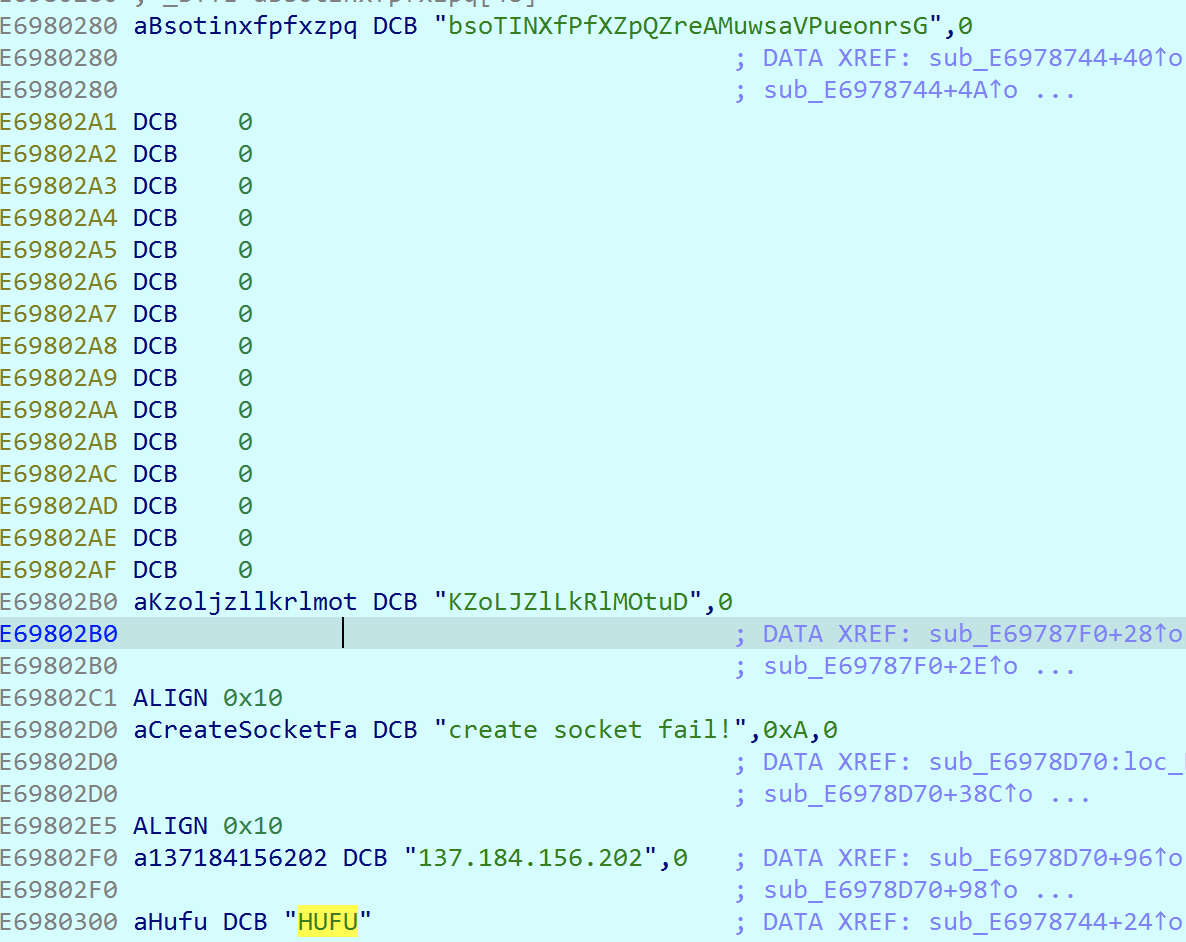 E6980280 aBsotinxfpfxzpq DCB "bsoTINXfPfXZpQZreAMuwsaVPueonrsG",0
E6980280 ; DATA XREF: sub_E6978744+40↑o
E6980280 ; sub_E6978744+4A↑o ...
E69802A1 DCB 0
E69802A2 DCB 0
E69802A3 DCB 0
E69802A4 DCB 0
E69802A5 DCB 0
E69802A6 DCB 0
E69802A7 DCB 0
E69802A8 DCB 0
E69802A9 DCB 0
E69802AA DCB 0
E69802AB DCB 0
E69802AC DCB 0
E69802AD DCB 0
E69802AE DCB 0
E69802AF DCB 0
E69802B0 aKzoljzllkrlmot DCB "KZoLJZlLkRlMOtuD",0
E69802B0 ; DATA XREF: sub_E69787F0+28↑o
E69802B0 ; sub_E69787F0+2E↑o ...
E69802C1 ALIGN 0x10
E69802D0 aCreateSocketFa DCB "create socket fail!",0xA,0
E69802D0 ; DATA XREF: sub_E6978D70:loc_
E69802D0 ; sub_E6978D70+38C↑o ...
E69802E5 ALIGN 0x10
E69802F0 a137184156202 DCB "137.184.156.202",0 ; DATA XREF: sub_E6978D70+96↑o
E69802F0 ; sub_E6978D70+98↑o ...
E6980300 aHufu DCB "HUFU" ; DATA XREF: sub_E6978744+24↑o